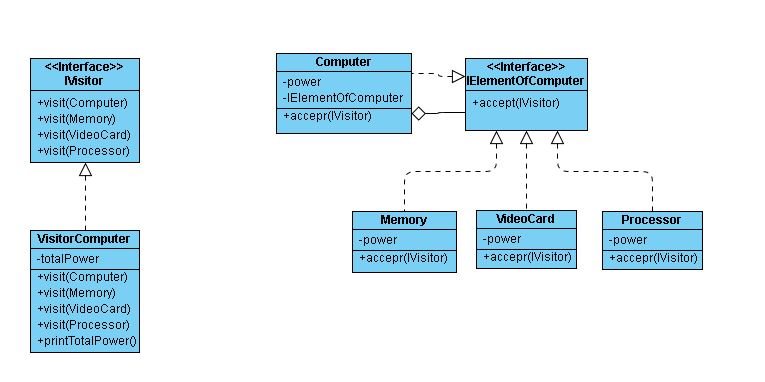 <<Interface>>
IVisitor
+visit(Computer)
+visit(Memory)
+visit(VideoCard)
+visit(Processor)
VisitorComputer
-totalPower
+visit(Computer)
+visit(Memory)
+visit(VideoCard)
+visit(Processor)
+printTotalPower()
Computer
-power
-IElementOfComputer
+accepr(IVisitor)
<<Interface>>
IElementOfComputer
+accept(IVisitor)
Memory
-power
+accepr(IVisitor)
VideoCard
-power
+accepr(IVisitor)
Processor
-power
+accepr(IVisitor)